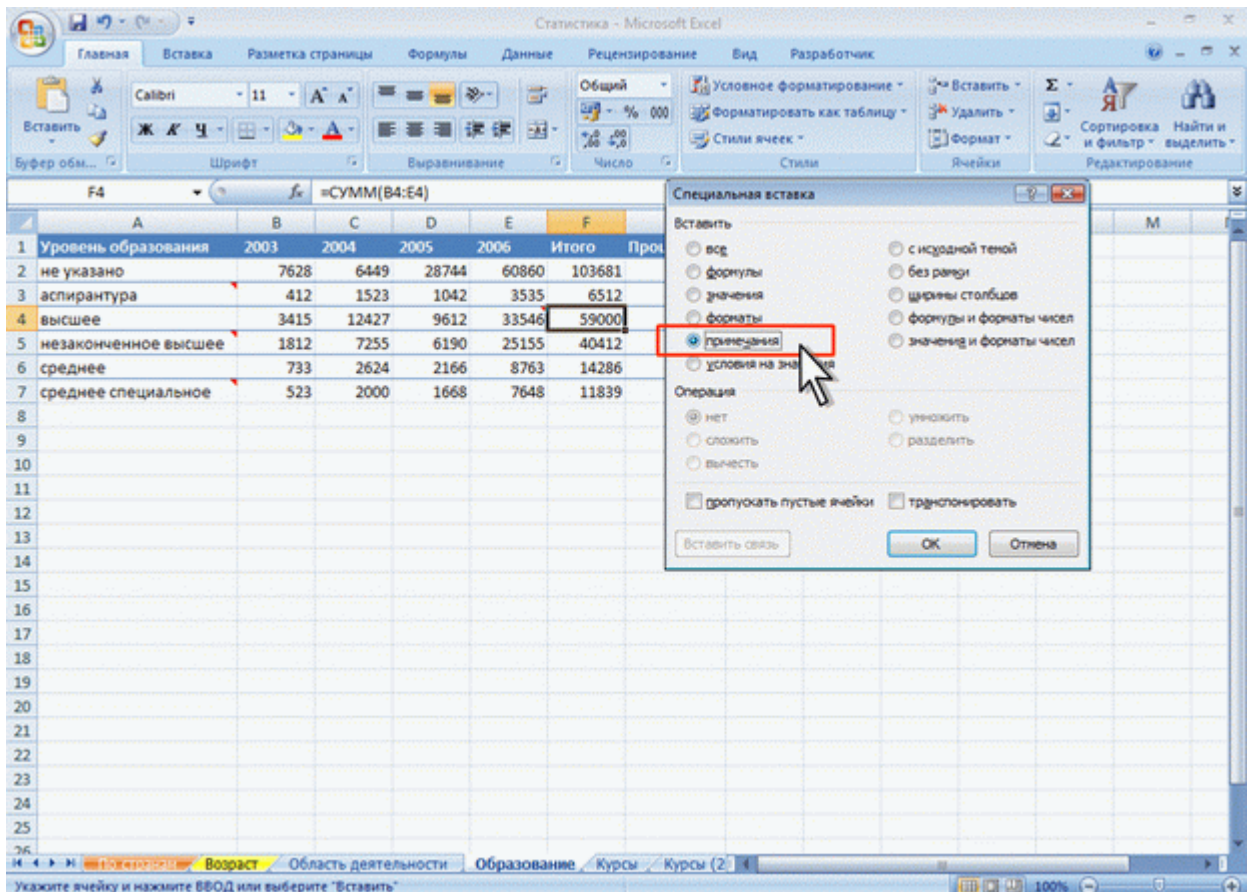 Статистика - Microsoft Excel
Главная Вставка Разметка страницы Формулы Данные Рецензирование Вид Разработчик
Вставить
Calibri 11
Ж К Ч
Общий
% 000
Условное форматирование
Форматировать как таблицу
Стили ячеек
Вставить
Удалить
Формат
Σ
Сортировка и фильтр
Найти и выделить
Буфер обм... Шрифт Выравнивание Число Стили Ячейки Редактирование
F4 fx =СУММ(B4:E4)
A B C D E F M
1 Уровень образования 2003 2004 2005 2006 Итого
2 не указано 7628 6449 28744 60860 103681
3 аспирантура 412 1523 1042 3535 6512
4 высшее 3415 12427 9612 33546 59000
5 незаконченное высшее 1812 7255 6190 25155 40412
6 среднее 733 2624 2166 8763 14286
7 среднее специальное 523 2000 1668 7648 11839
8
9
10
11
12
13
14
15
16
17
18
19
20
21
22
23
24
25
26
Специальная вставка
Вставить
все с исходной темой
формулы без рамки
значения ширины столбцов
форматы формулы и форматы чисел
примечания значения и форматы чисел
условия на
Операция
нет умножить
сложить разделить
вычесть
пропускать пустые ячейки транспонировать
Вставить связь OK Отмена
По странам Возраст Область деятельности Образование Курсы Курсы (2
Укажите ячейку и нажмите ВВОД или выберите "Вставить" 100%